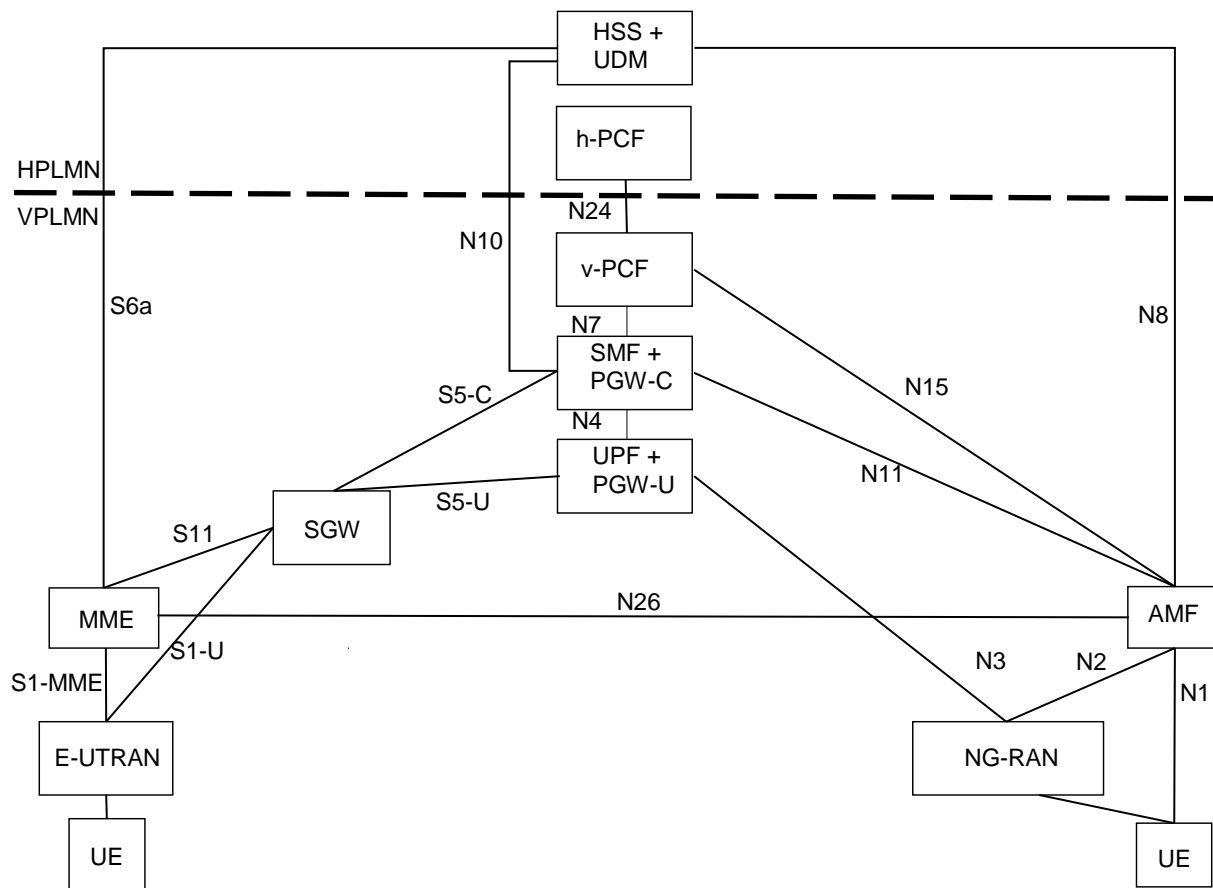 HSS +
UDM
h-PCF
HPLMN
VPLMN
N24
N10
v-PCF
S6a
N8
N7
SMF +
PGW-C
S5-C
N15
N4
UPF +
PGW-U
N11
S5-U
SGW
S11
MME
N26
AMF
S1-U
S1-MME
N3
N2
N1
E-UTRAN
NG-RAN
UE
UE